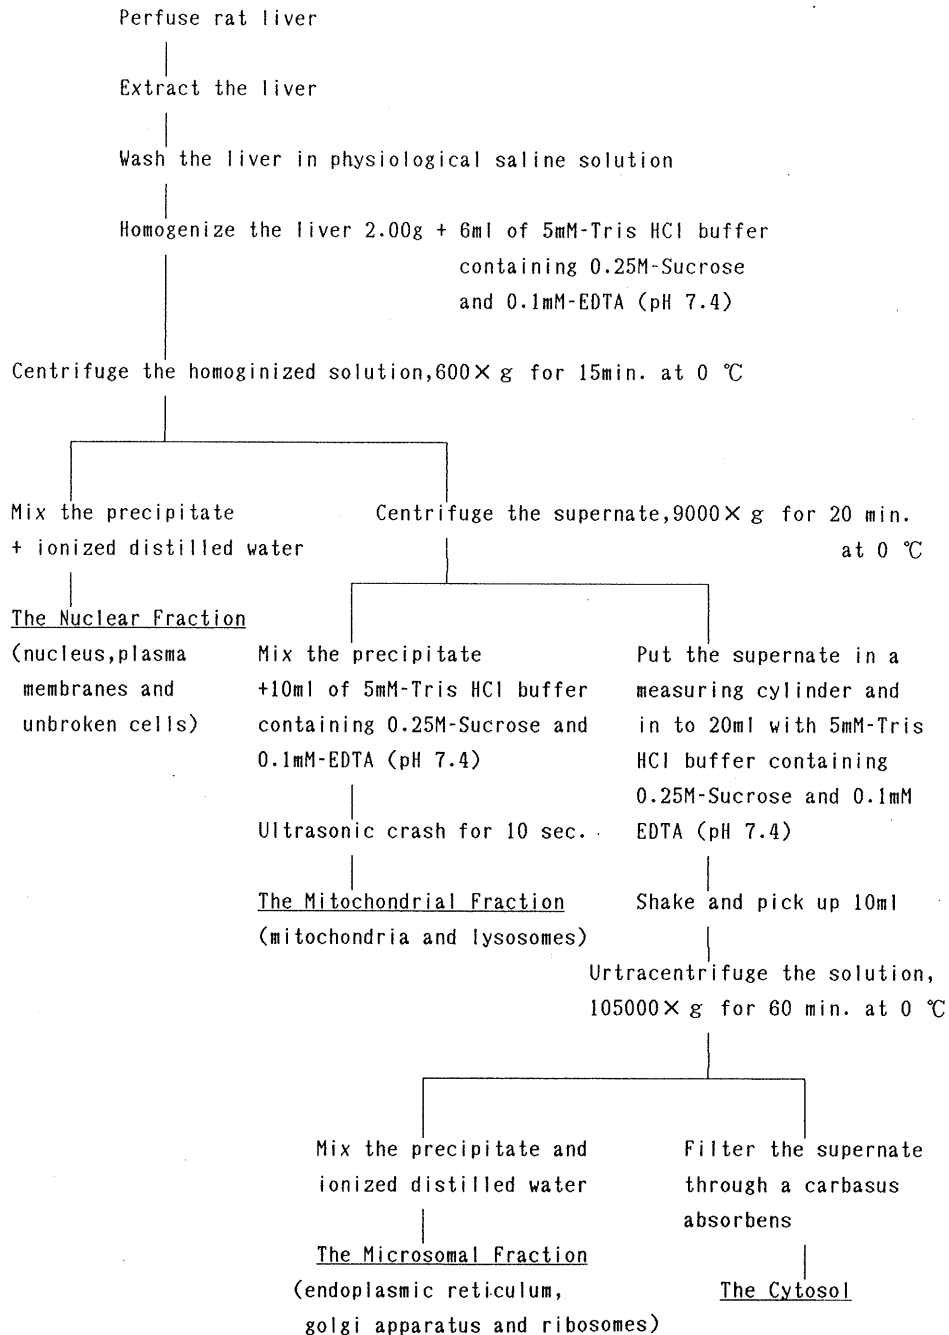 Perfuse rat liver
Extract the liver
Wash the liver in physiological saline solution
Homogenize the liver 2.00g + 6ml of 5mM-Tris HCl buffer
containing 0.25M-Sucrose
and 0.1mM-EDTA (pH 7.4)
Centrifuge the homoginized solution,600× g for 15min. at 0 ℃
Mix the precipitate
+ ionized distilled water
The Nuclear Fraction
(nucleus,plasma
membranes and
unbroken cells)
Centrifuge the supernate,9000× g for 20 min.
at 0 ℃
Mix the precipitate
+10ml of 5mM-Tris HCl buffer
containing 0.25M-Sucrose and
0.1mM-EDTA (pH 7.4)
Ultrasonic crash for 10 sec.
The Mitochondrial Fraction
(mitochondria and lysosomes)
Put the supernate in a
measuring cylinder and
in to 20ml with 5mM-Tris
HCl buffer containing
0.25M-Sucrose and 0.1mM
EDTA (pH 7.4)
Shake and pick up 10ml
Urtracentrifuge the solution,
105000× g for 60 min. at 0 ℃
Mix the precipitate and
ionized distilled water
The Microsomal Fraction
(endoplasmic reticulum,
golgi apparatus and ribosomes)
Filter the supernate
through a carbasus
absorbens
The Cytosol